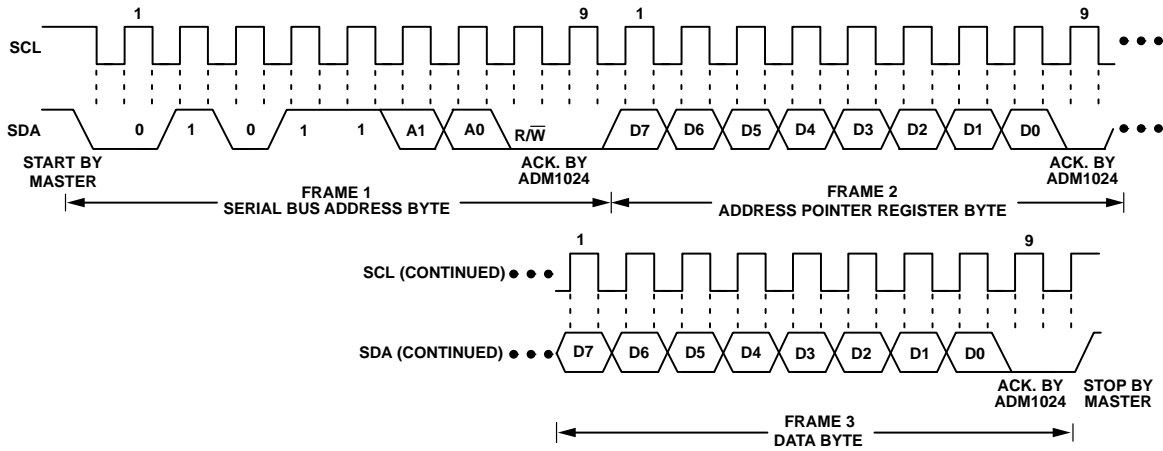 1 9 1 9
SCL
SDA 0 1 0 1 1 A1 A0 R/W̅ D7 D6 D5 D4 D3 D2 D1 D0
START BY MASTER
ACK. BY ADM1024
ACK. BY ADM1024
FRAME 1
SERIAL BUS ADDRESS BYTE
FRAME 2
ADDRESS POINTER REGISTER BYTE
1 9
SCL (CONTINUED)
SDA (CONTINUED) D7 D6 D5 D4 D3 D2 D1 D0
ACK. BY ADM1024
STOP BY MASTER
FRAME 3
DATA BYTE